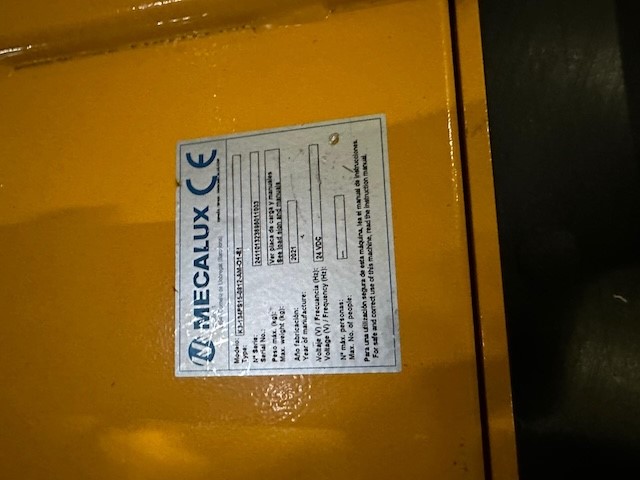 MECALUX CE
Modelo:
Type:
Nº Serie:
Serial No.:
Peso máx. (kg): Ver placa de carga y manuales
Max. weight (kg): See load sign and manuals
Año fabricación: 2021
Year of manufacture:
Voltaje (V) / Frecuencia (Hz): 24 VDC
Voltage (V) / Frequency (Hz):
Nº máx. personas:
Max. No. of people:
Para una utilización segura de esta máquina, lea el manual de instrucciones.
For safe and correct use of this machine, read the instruction manual.